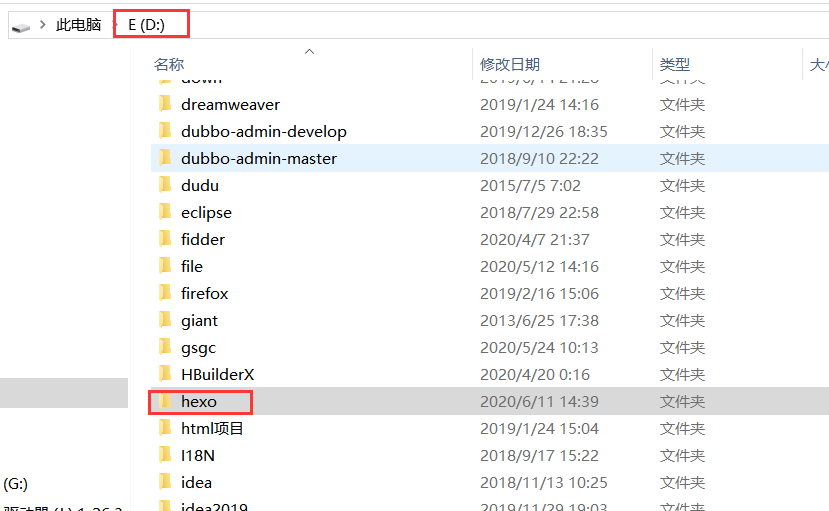 此电脑 E (D:)
名称 修改日期 类型
dreamweaver 2019/1/24 14:16 文件夹
dubbo-admin-develop 2019/12/26 18:35 文件夹
dubbo-admin-master 2018/9/10 22:22 文件夹
dudu 2015/7/5 7:02 文件夹
eclipse 2018/7/29 22:58 文件夹
fidder 2020/4/7 21:37 文件夹
file 2020/5/12 14:16 文件夹
firefox 2019/2/16 15:06 文件夹
giant 2013/6/25 17:38 文件夹
gsgc 2020/5/24 10:13 文件夹
HBuilderX 2020/4/20 0:16 文件夹
hexo 2020/6/11 14:39 文件夹
html项目 2019/1/24 15:04 文件夹
I18N 2018/9/17 15:22 文件夹
(G:) idea 2018/11/13 10:25 文件夹
idea2019 2019/11/29 19:03 文件夹